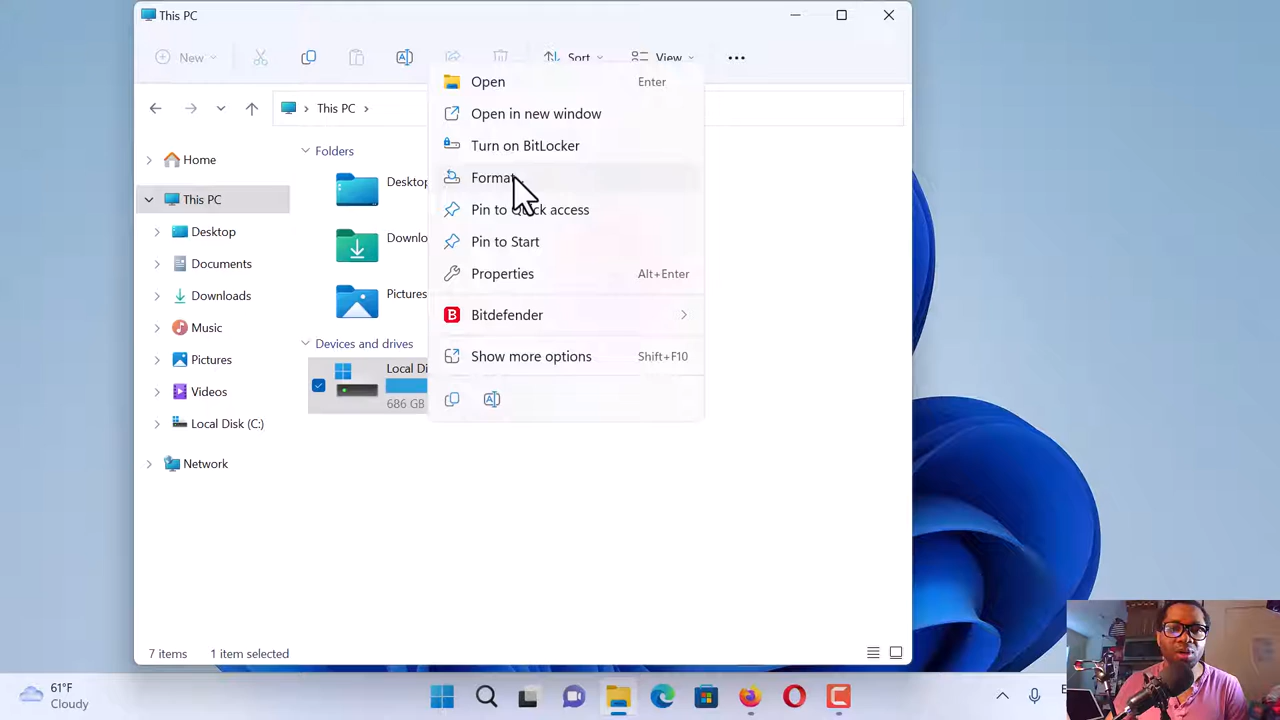 This PC
New
Sort
View
This PC
Open Enter
Open in new window
Turn on BitLocker
Pin to access
Pin to Start
Properties Alt+Enter
Bitdefender
Show more options Shift+F10
Home
This PC
Desktop
Documents
Downloads
Music
Pictures
Videos
Local Disk (C:)
Network
Folders
Desktop
Downlo
Pictures
Devices and drives
Local Di
686 GB
7 items 1 item selected
61°F
Cloudy